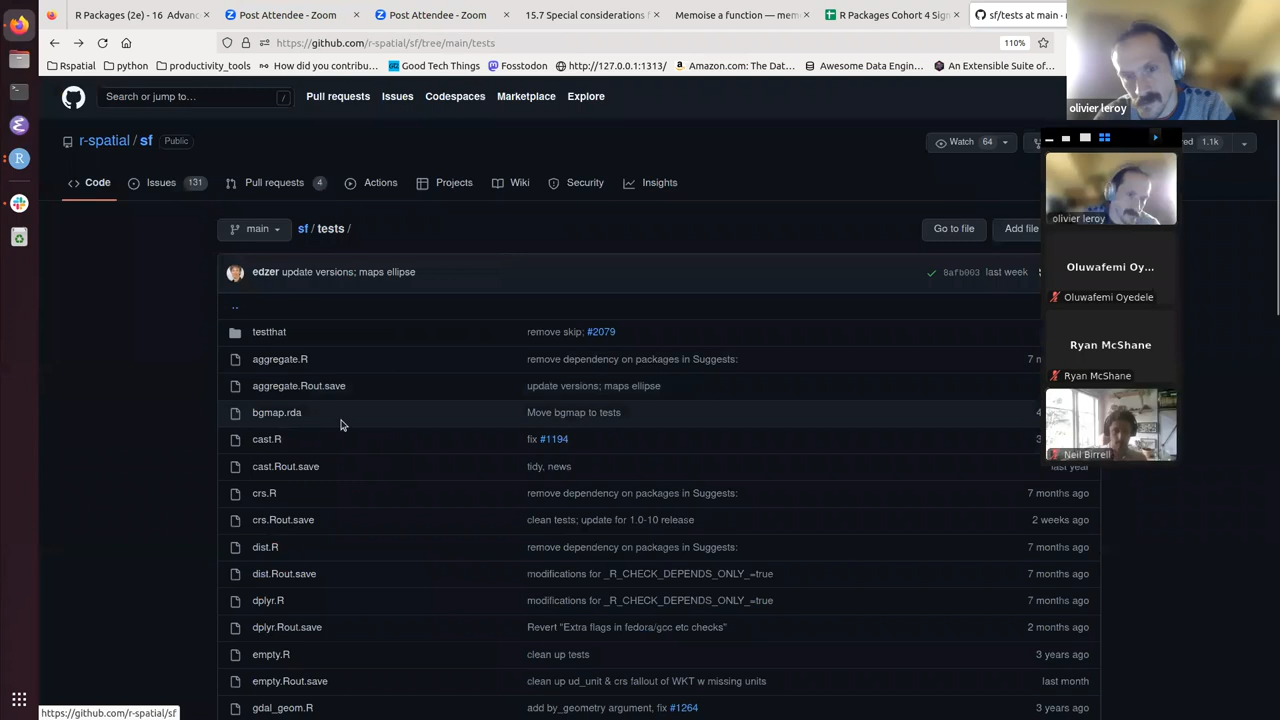 R Packages (2e) - 16 Advanc
Post Attendee - Zoom
Post Attendee - Zoom
15.7 Special considerations
Memoise a function — mem
R Packages Cohort 4 Sign
sf/tests at main ·
https://github.com/r-spatial/sf/tree/main/tests
110%
Rspatial
python
productivity_tools
How did you contribu…
Good Tech Things
Fosstodon
http://127.0.0.1:1313/
Amazon.com: The Dat…
Awesome Data Engin…
An Extensible Suite of…
olivier leroy
Search or jump to…
/
Pull requests
Issues
Codespaces
Marketplace
Explore
r-spatial / sf
Public
Watch 64
red 1.1k
Code
Issues 131
Pull requests 4
Actions
Projects
Wiki
Security
Insights
olivier leroy
main
sf / tests /
Go to file
Add file
edzer update versions; maps ellipse
8afb003 last week
Oluwafemi Oy...
Oluwafemi Oyedele
..
testthat
remove skip; #2079
aggregate.R
remove dependency on packages in Suggests:
7 m
Ryan McShane
Ryan McShane
aggregate.Rout.save
update versions; maps ellipse
bgmap.rda
Move bgmap to tests
4
cast.R
fix #1194
3
Neil Birrell
cast.Rout.save
tidy, news
last year
crs.R
remove dependency on packages in Suggests:
7 months ago
crs.Rout.save
clean tests; update for 1.0-10 release
2 weeks ago
dist.R
remove dependency on packages in Suggests:
7 months ago
dist.Rout.save
modifications for _R_CHECK_DEPENDS_ONLY_=true
7 months ago
dplyr.R
modifications for _R_CHECK_DEPENDS_ONLY_=true
7 months ago
dplyr.Rout.save
Revert "Extra flags in fedora/gcc etc checks"
2 months ago
empty.R
clean up tests
3 years ago
empty.Rout.save
clean up ud_unit & crs fallout of WKT w missing units
last month
gdal_geom.R
add by_geometry argument, fix #1264
3 years ago
https://github.com/r-spatial/sf